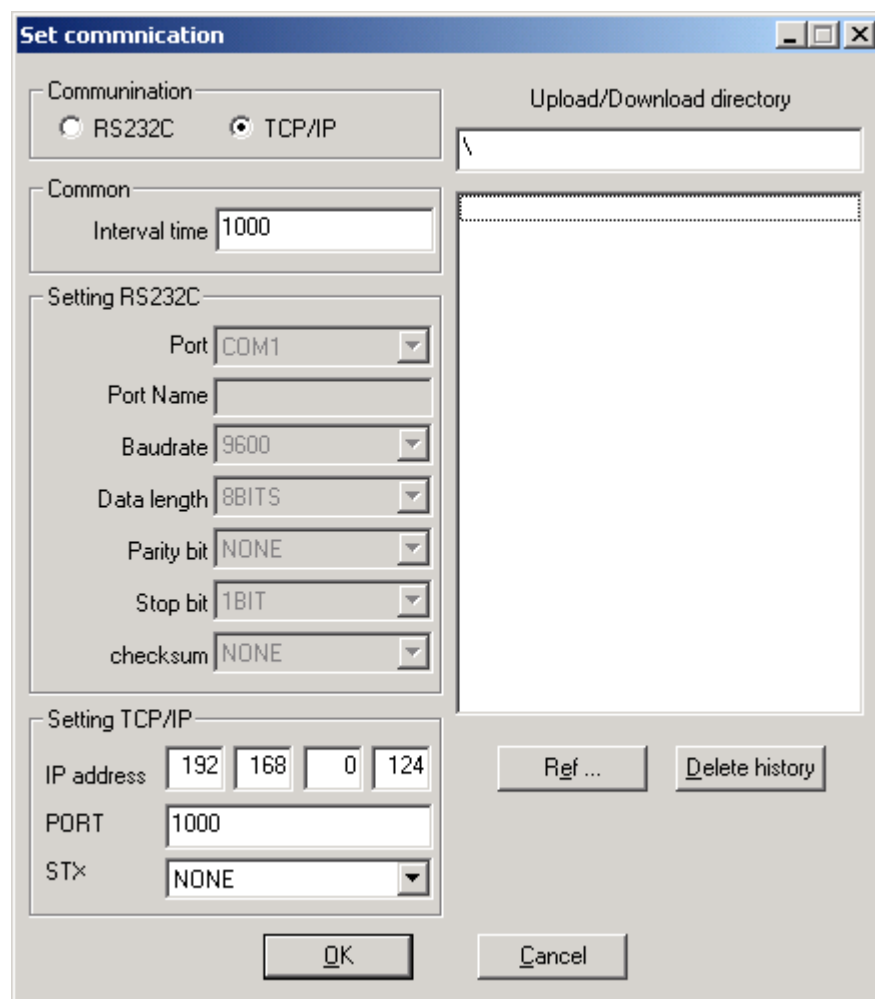 Set commnication
Communination
RS232C TCP/IP
Common
Interval time 1000
Setting RS232C
Port COM1
Port Name
Baudrate 9600
Data length 8BITS
Parity bit NONE
Stop bit 1BIT
checksum NONE
Setting TCP/IP
IP address 192 168 0 124
PORT 1000
STX NONE
Upload/Download directory
\
Ref ... Delete history
OK Cancel